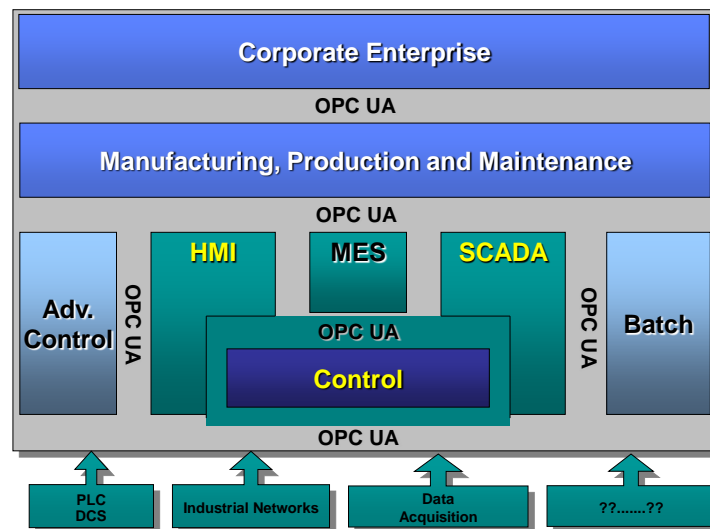 Corporate Enterprise
OPC UA
Manufacturing, Production and Maintenance
OPC UA
HMI
MES
SCADA
Adv.
Control
OPC UA
OPC UA
Control
OPC UA
Batch
OPC UA
PLC
DCS
Industrial Networks
Data
Acquisition
??.......??